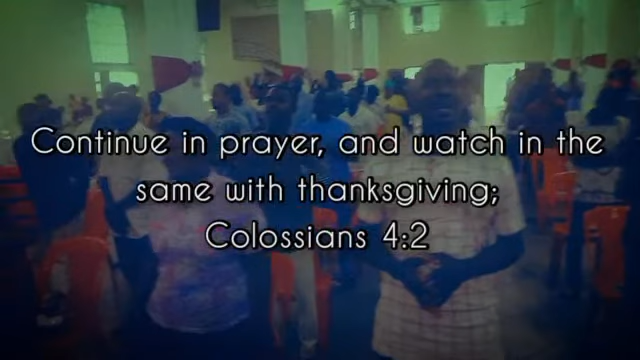 Continue in prayer, and watch in the
same with thanksgiving;
Colossians 4:2